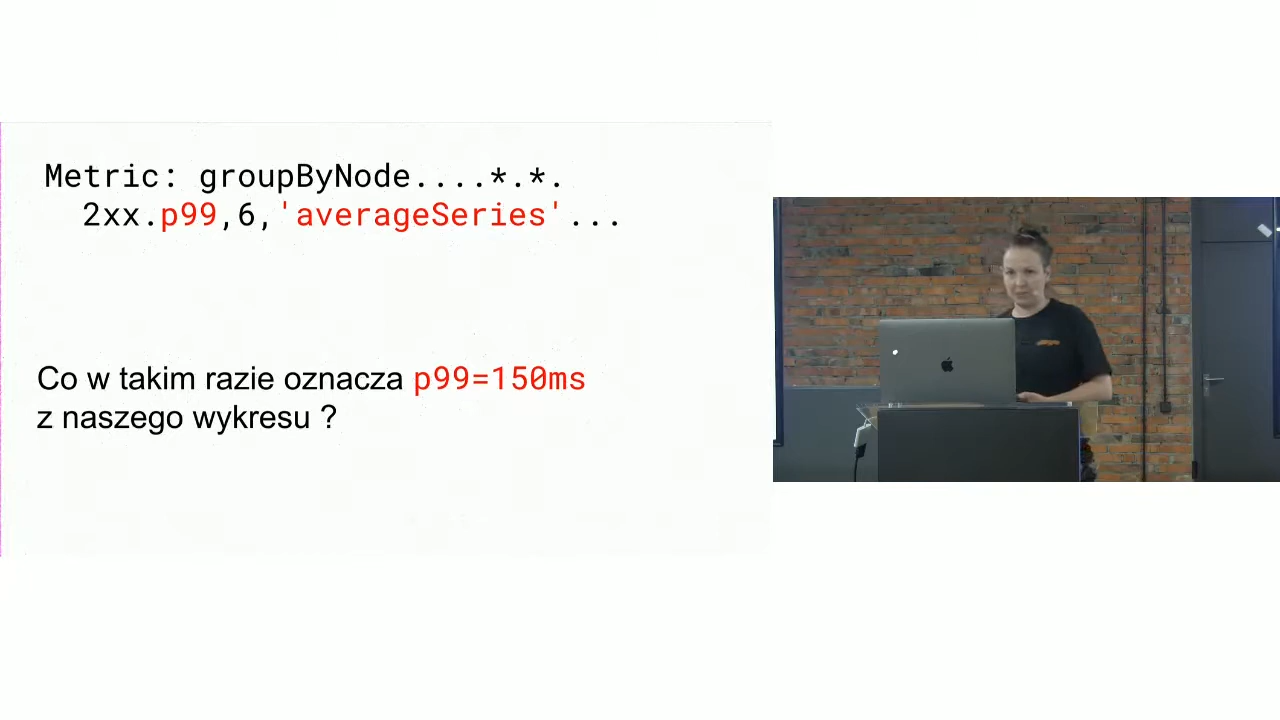 Metric: groupByNode....*.*.
2xx.p99,6,'averageSeries'...
Co w takim razie oznacza p99=150ms
z naszego wykresu ?